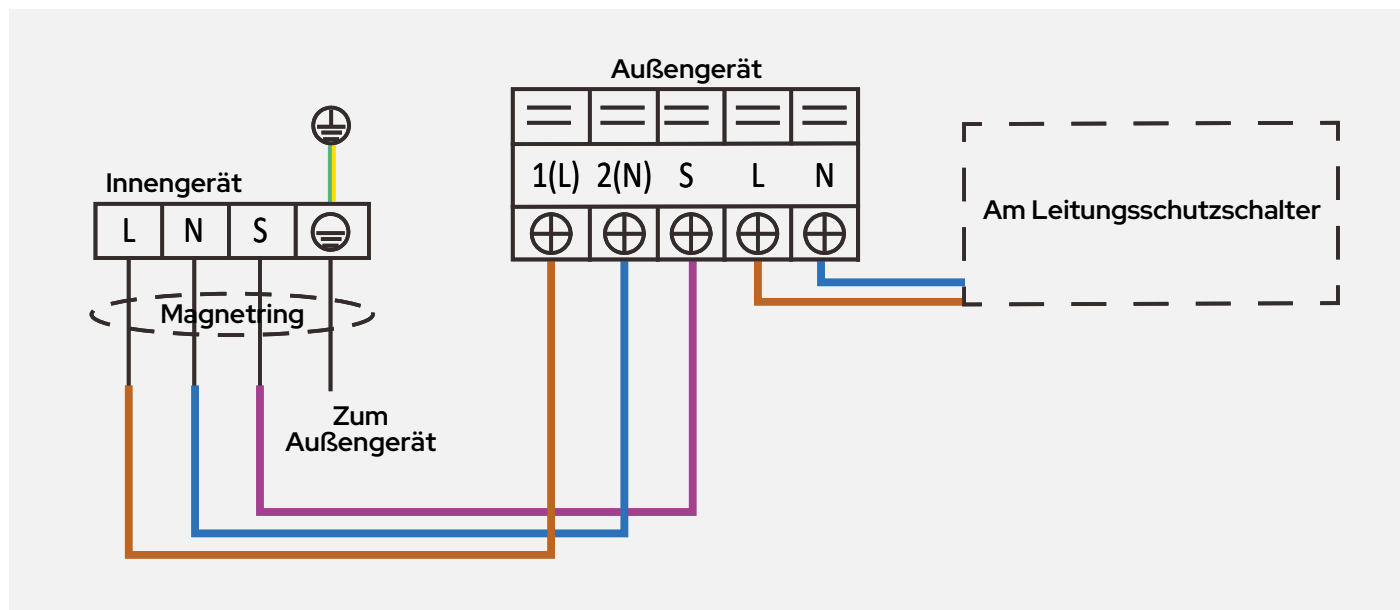 Außengerät
1(L) 2(N) S L N
Am Leitungsschutzschalter
Innengerät
L N S
Magnetring
Zum
Außengerät